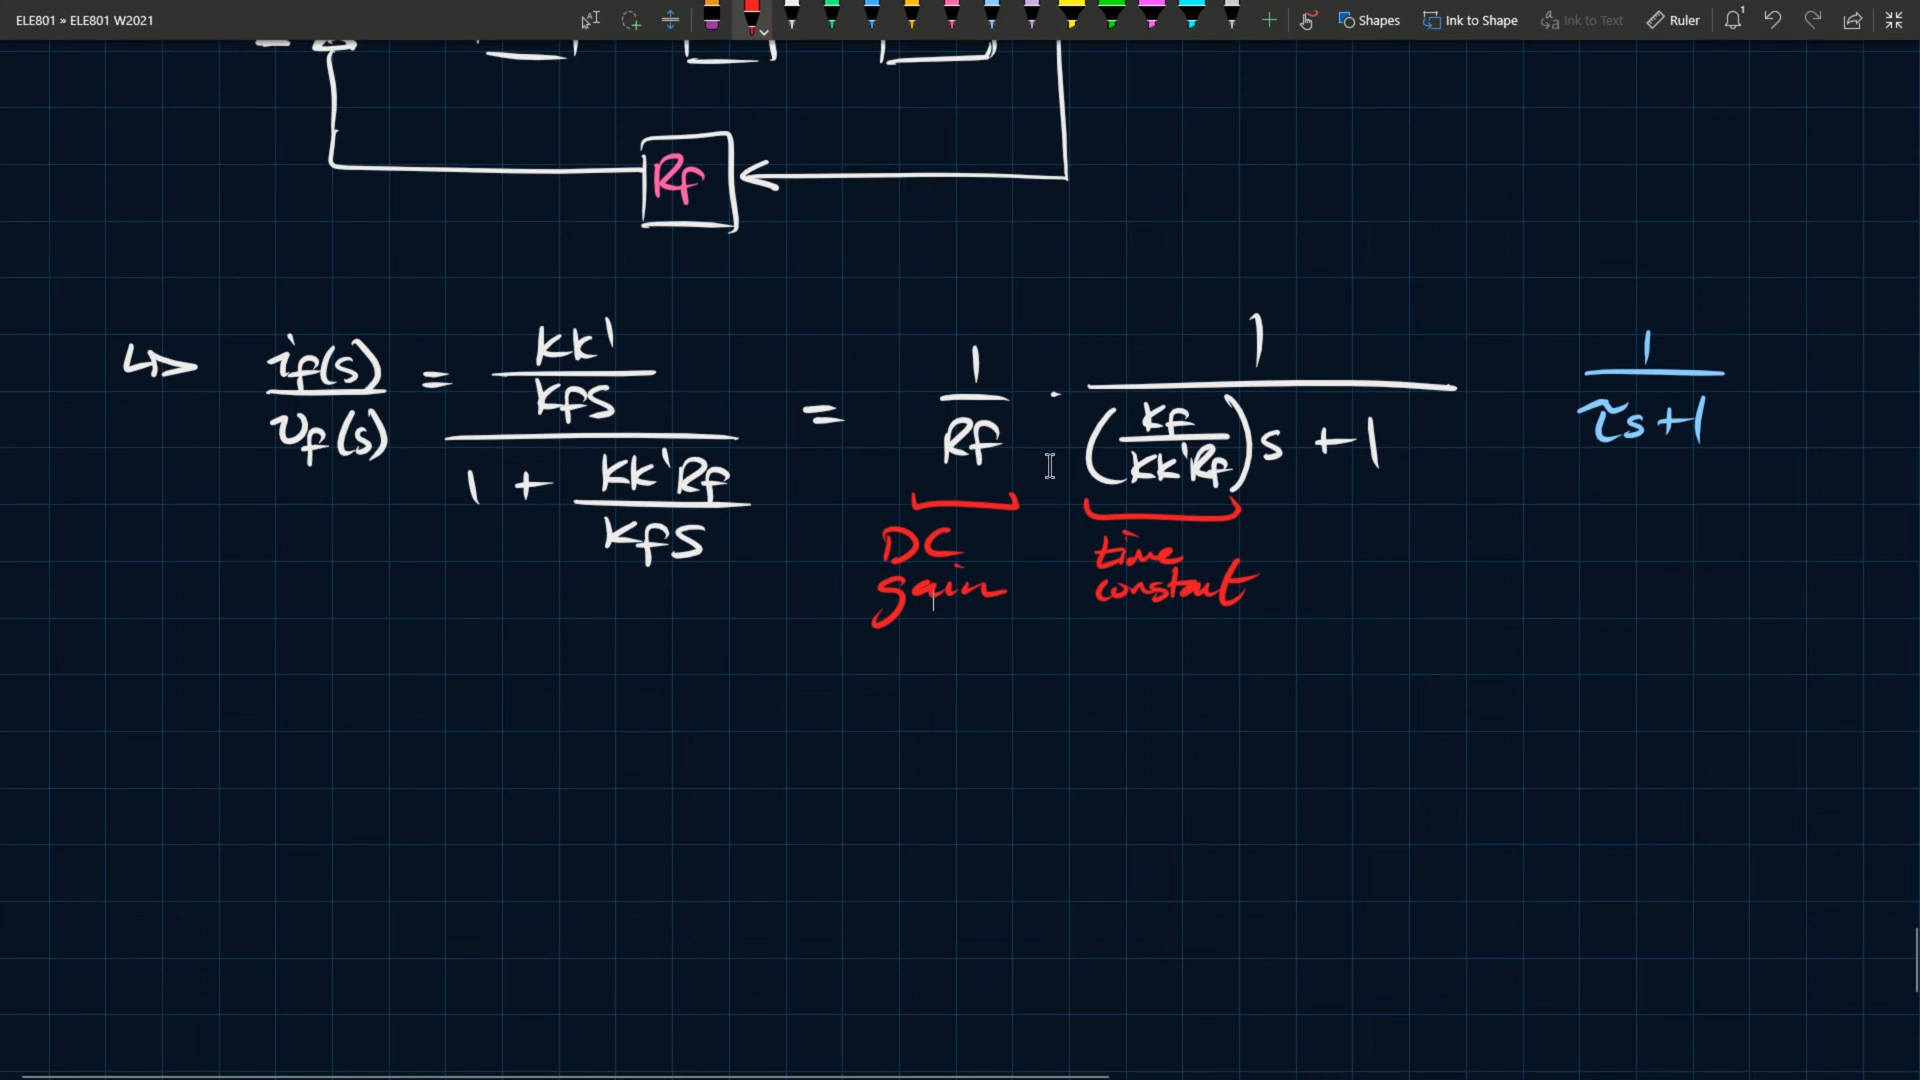 ELE801 » ELE801 W2021
Shapes Ink to Shape Ink to Text Ruler 1
Rf
↳> if(s)/vf(s) = (kk'/kfs)/(1 + kk'Rf/kfs) = 1/Rf · 1/((kf/kk'Rf)s + 1) 1/(τs+1)
DC gain
time constant